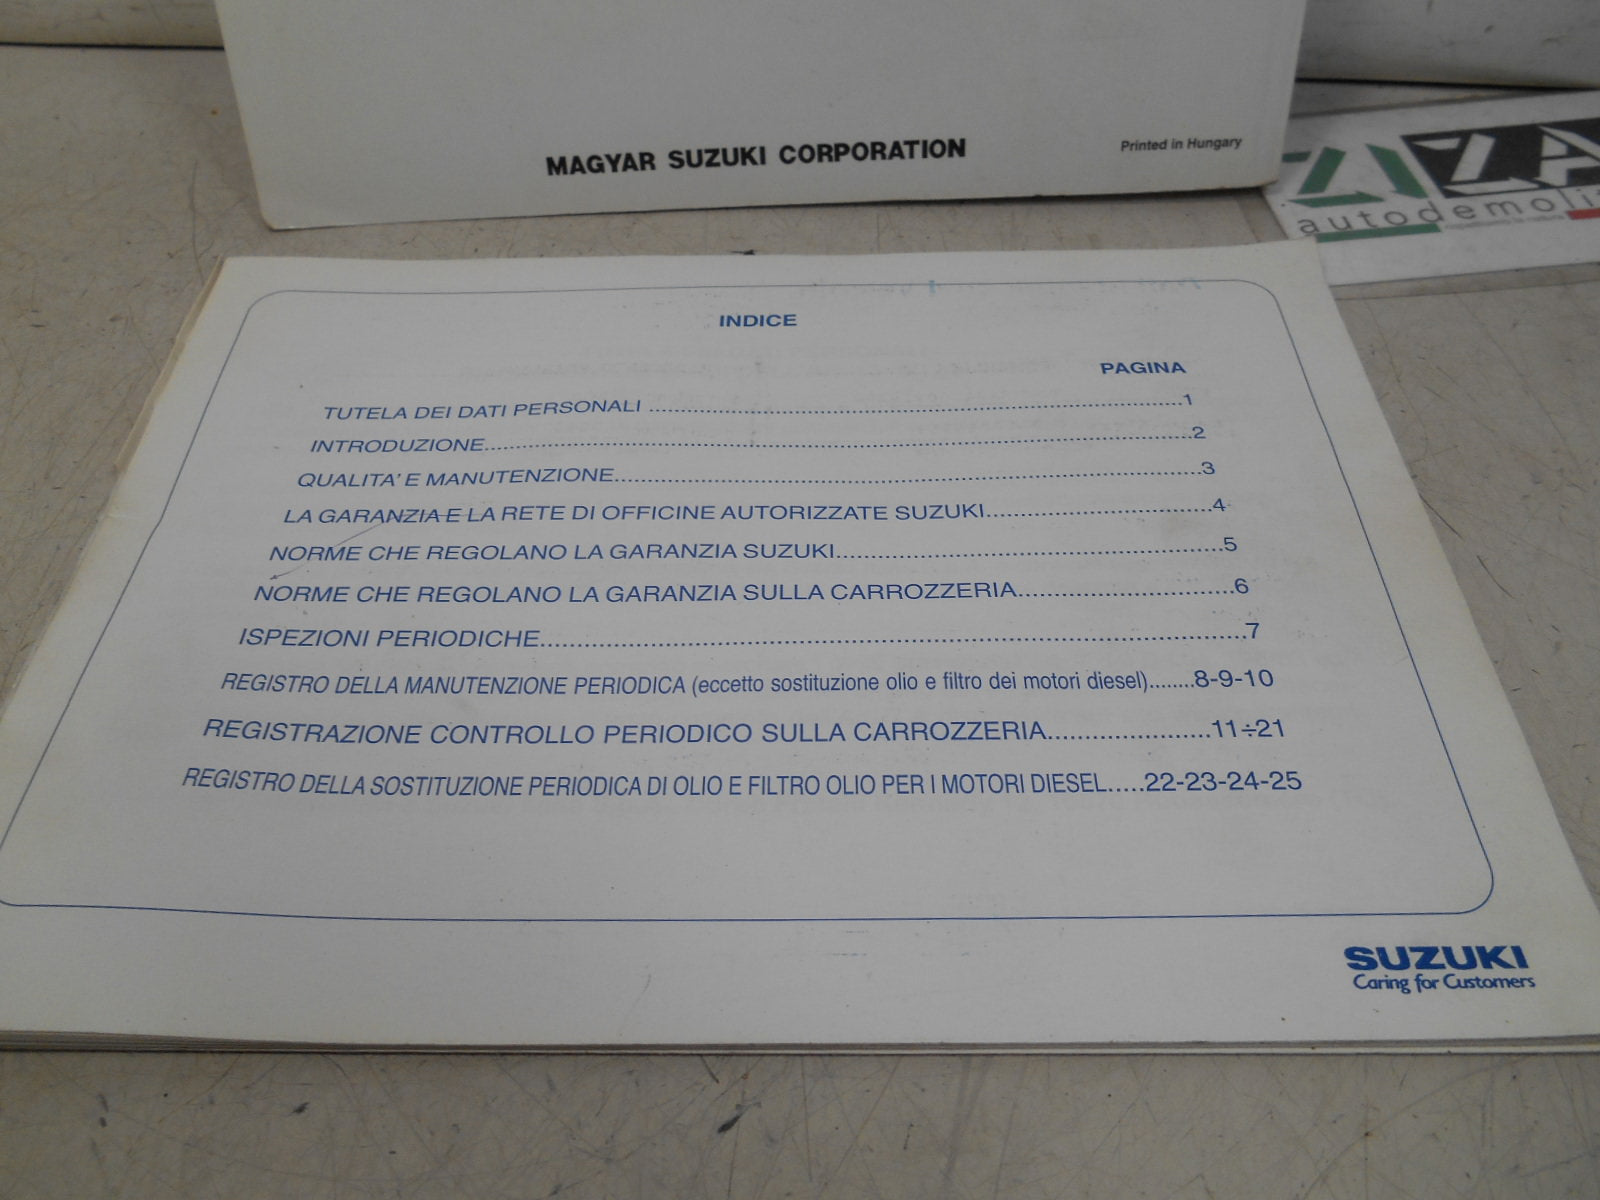 MAGYAR SUZUKI CORPORATION
Printed in Hungary
ZA
autodemoli
INDICE
PAGINA
TUTELA DEI DATI PERSONALI ..........1
INTRODUZIONE..........2
QUALITA' E MANUTENZIONE..........3
LA GARANZIA E LA RETE DI OFFICINE AUTORIZZATE SUZUKI..........4
NORME CHE REGOLANO LA GARANZIA SUZUKI..........5
NORME CHE REGOLANO LA GARANZIA SULLA CARROZZERIA..........6
ISPEZIONI PERIODICHE..........7
REGISTRO DELLA MANUTENZIONE PERIODICA (eccetto sostituzione olio e filtro dei motori diesel)........8-9-10
REGISTRAZIONE CONTROLLO PERIODICO SULLA CARROZZERIA..........11÷21
REGISTRO DELLA SOSTITUZIONE PERIODICA DI OLIO E FILTRO OLIO PER I MOTORI DIESEL.....22-23-24-25
SUZUKI
Caring for Customers